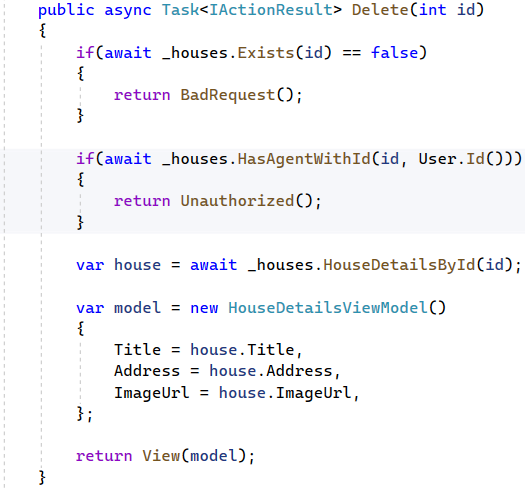 public async Task<IActionResult> Delete(int id)
{
    if(await _houses.Exists(id) == false)
    {
        return BadRequest();
    }

    if(await _houses.HasAgentWithId(id, User.Id()))
    {
        return Unauthorized();
    }

    var house = await _houses.HouseDetailsById(id);

    var model = new HouseDetailsViewModel()
    {
        Title = house.Title,
        Address = house.Address,
        ImageUrl = house.ImageUrl,
    };

    return View(model);
}